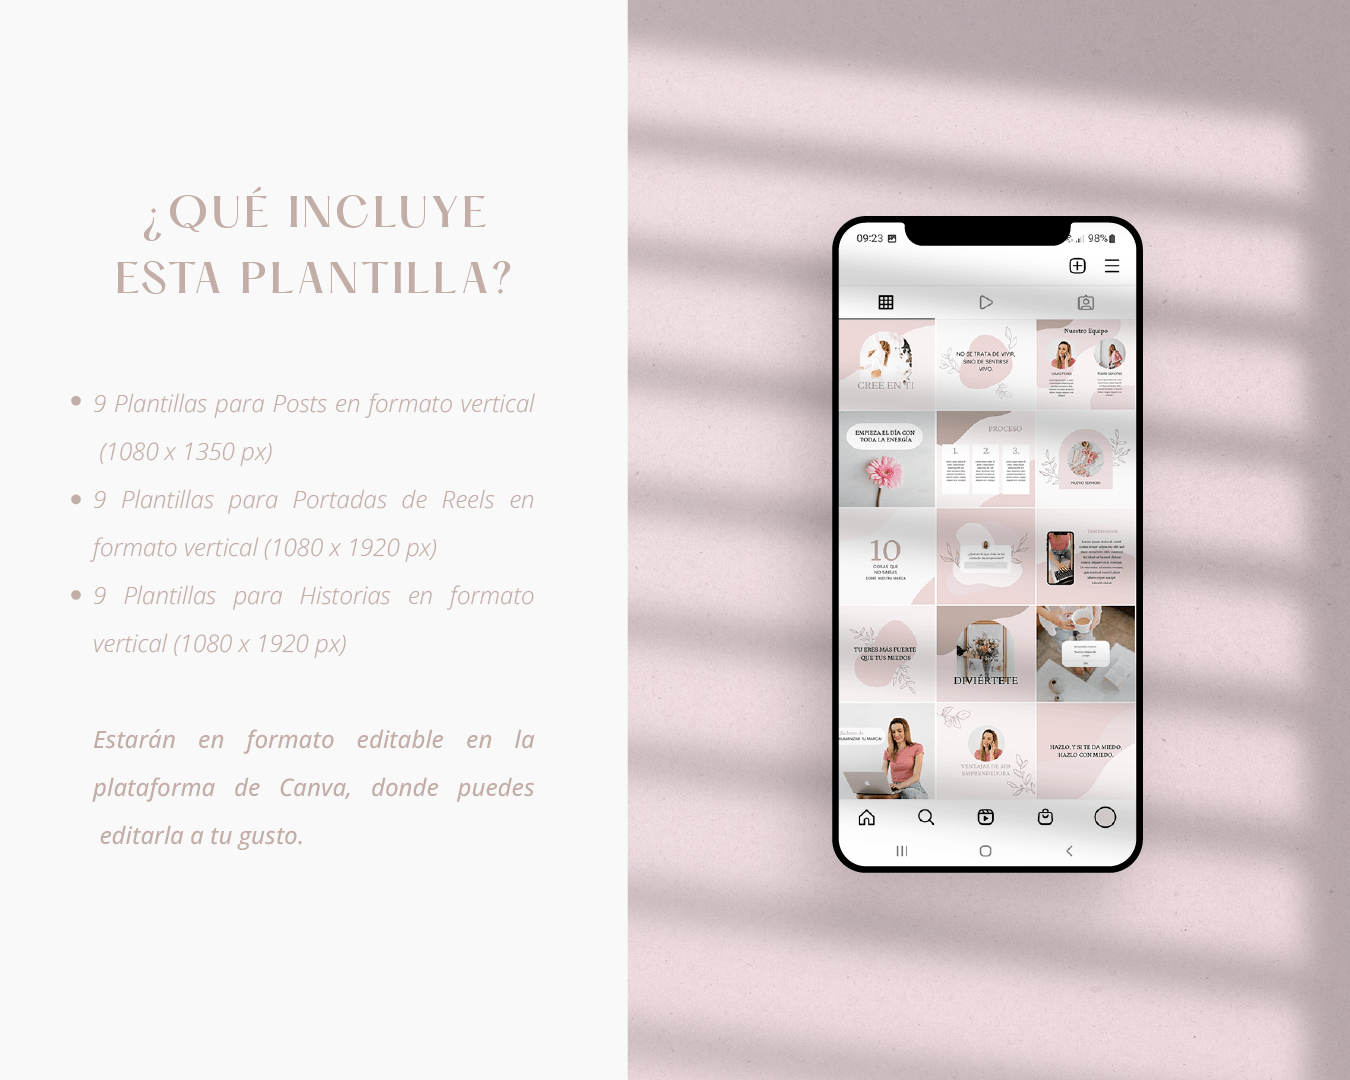 ¿QUÉ INCLUYE
ESTA PLANTILLA?
9 Plantillas para Posts en formato vertical
(1080 x 1350 px)
9 Plantillas para Portadas de Reels en
formato vertical (1080 x 1920 px)
9 Plantillas para Historias en formato
vertical (1080 x 1920 px)
Estarán en formato editable en la
plataforma de Canva, donde puedes
editarla a tu gusto.
09:23
98%
CREE EN TI
NO SE TRATA DE VIVIR,
SINO DE SENTIRSE
VIVO.
Nuestro Equipo
EMPIEZA EL DÍA CON
TODA LA ENERGÍA
PROCESO
1.
2.
3.
NUEVO SERVICIO
10
COSAS QUE
NO SABÍAS
SOBRE NUESTRA MARCA
TU ERES MÁS FUERTE
QUE TUS MIEDOS
DIVIÉRTETE
HUMANIZAR TU MARCA!
VENTAJAS DE SER
EMPRENDEDORA
HAZLO, Y SI TE DA MIEDO,
HAZLO CON MIEDO.